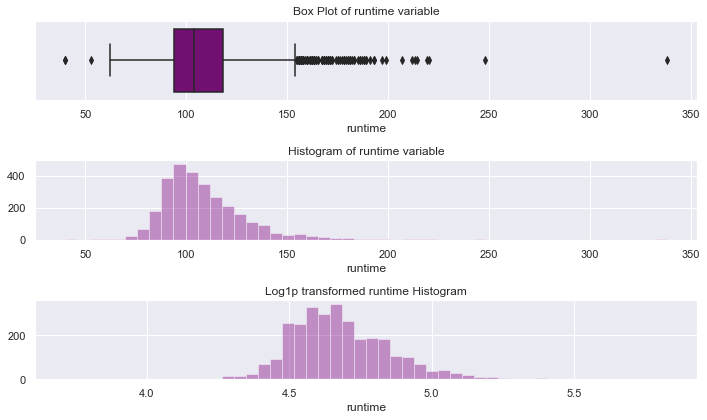 Box Plot of runtime variable
50 100 150 200 250 300 350
runtime
Histogram of runtime variable
400
200
0
50 100 150 200 250 300 350
runtime
Log1p transformed runtime Histogram
200
0
4.0 4.5 5.0 5.5
runtime